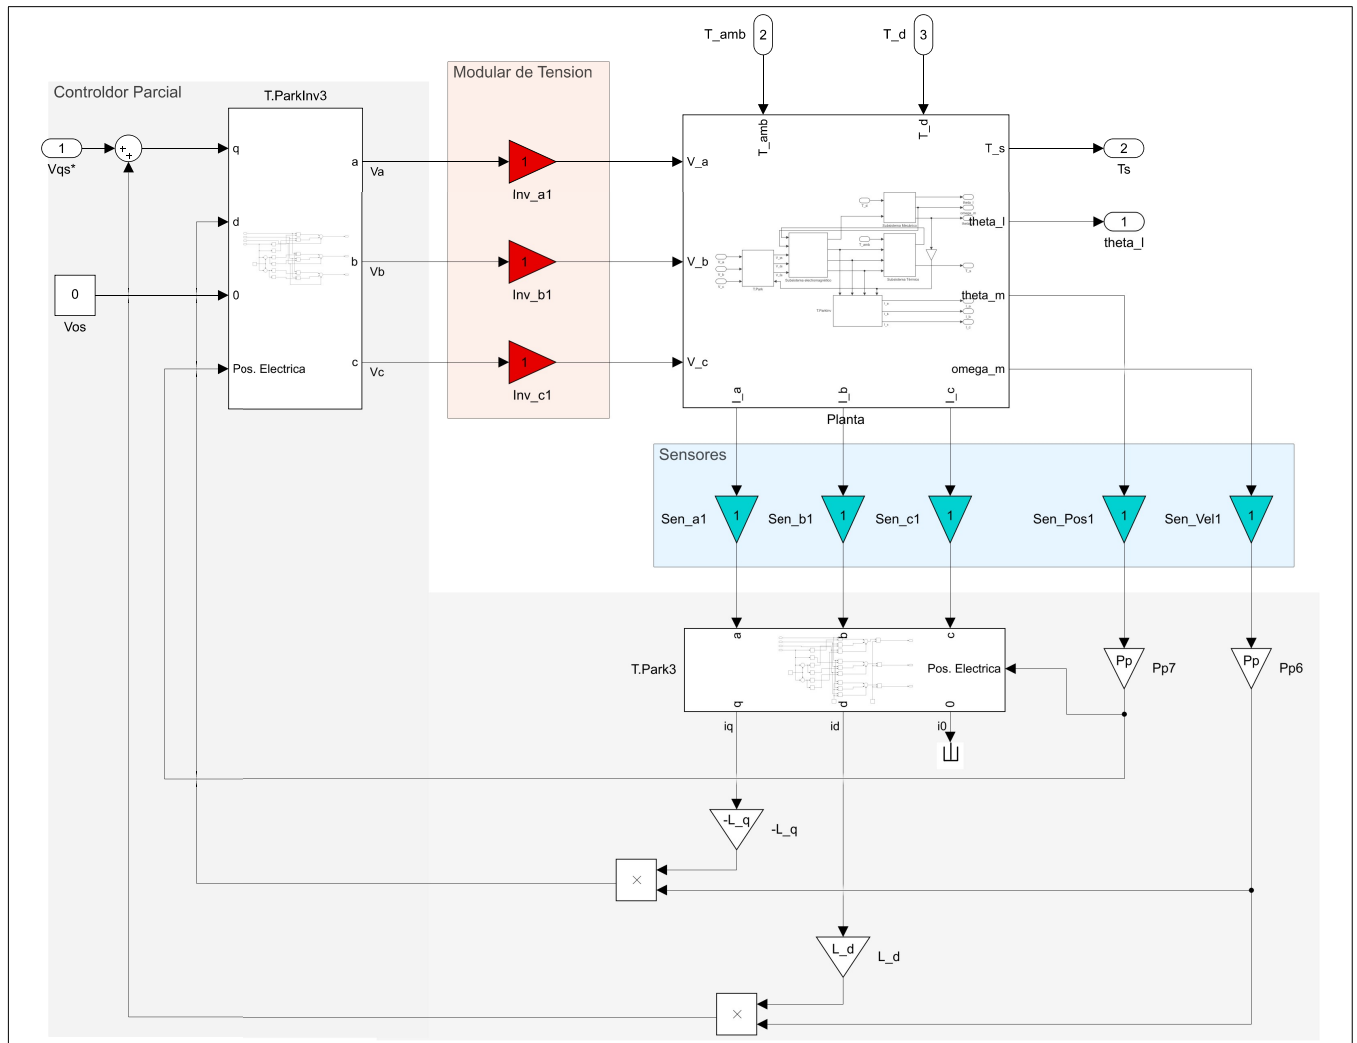 T_amb
2
T_d
3
Controldor Parcial
Modular de Tension
T.ParkInv3
1
Vqs*
q
d
0
Pos. Electrica
a
b
c
Va
Vb
Vc
0
Vos
1
Inv_a1
1
Inv_b1
1
Inv_c1
T_amb
T_d
V_a
V_b
V_c
T_s
theta_l
theta_m
omega_m
I_a
I_b
I_c
Planta
2
Ts
1
theta_l
Sensores
Sen_a1
1
Sen_b1
1
Sen_c1
1
Sen_Pos1
1
Sen_Vel1
1
T.Park3
a
b
c
Pos. Electrica
q
d
0
iq
id
i0
Pp
Pp7
Pp
Pp6
-L_q
-L_q
×
L_d
L_d
×